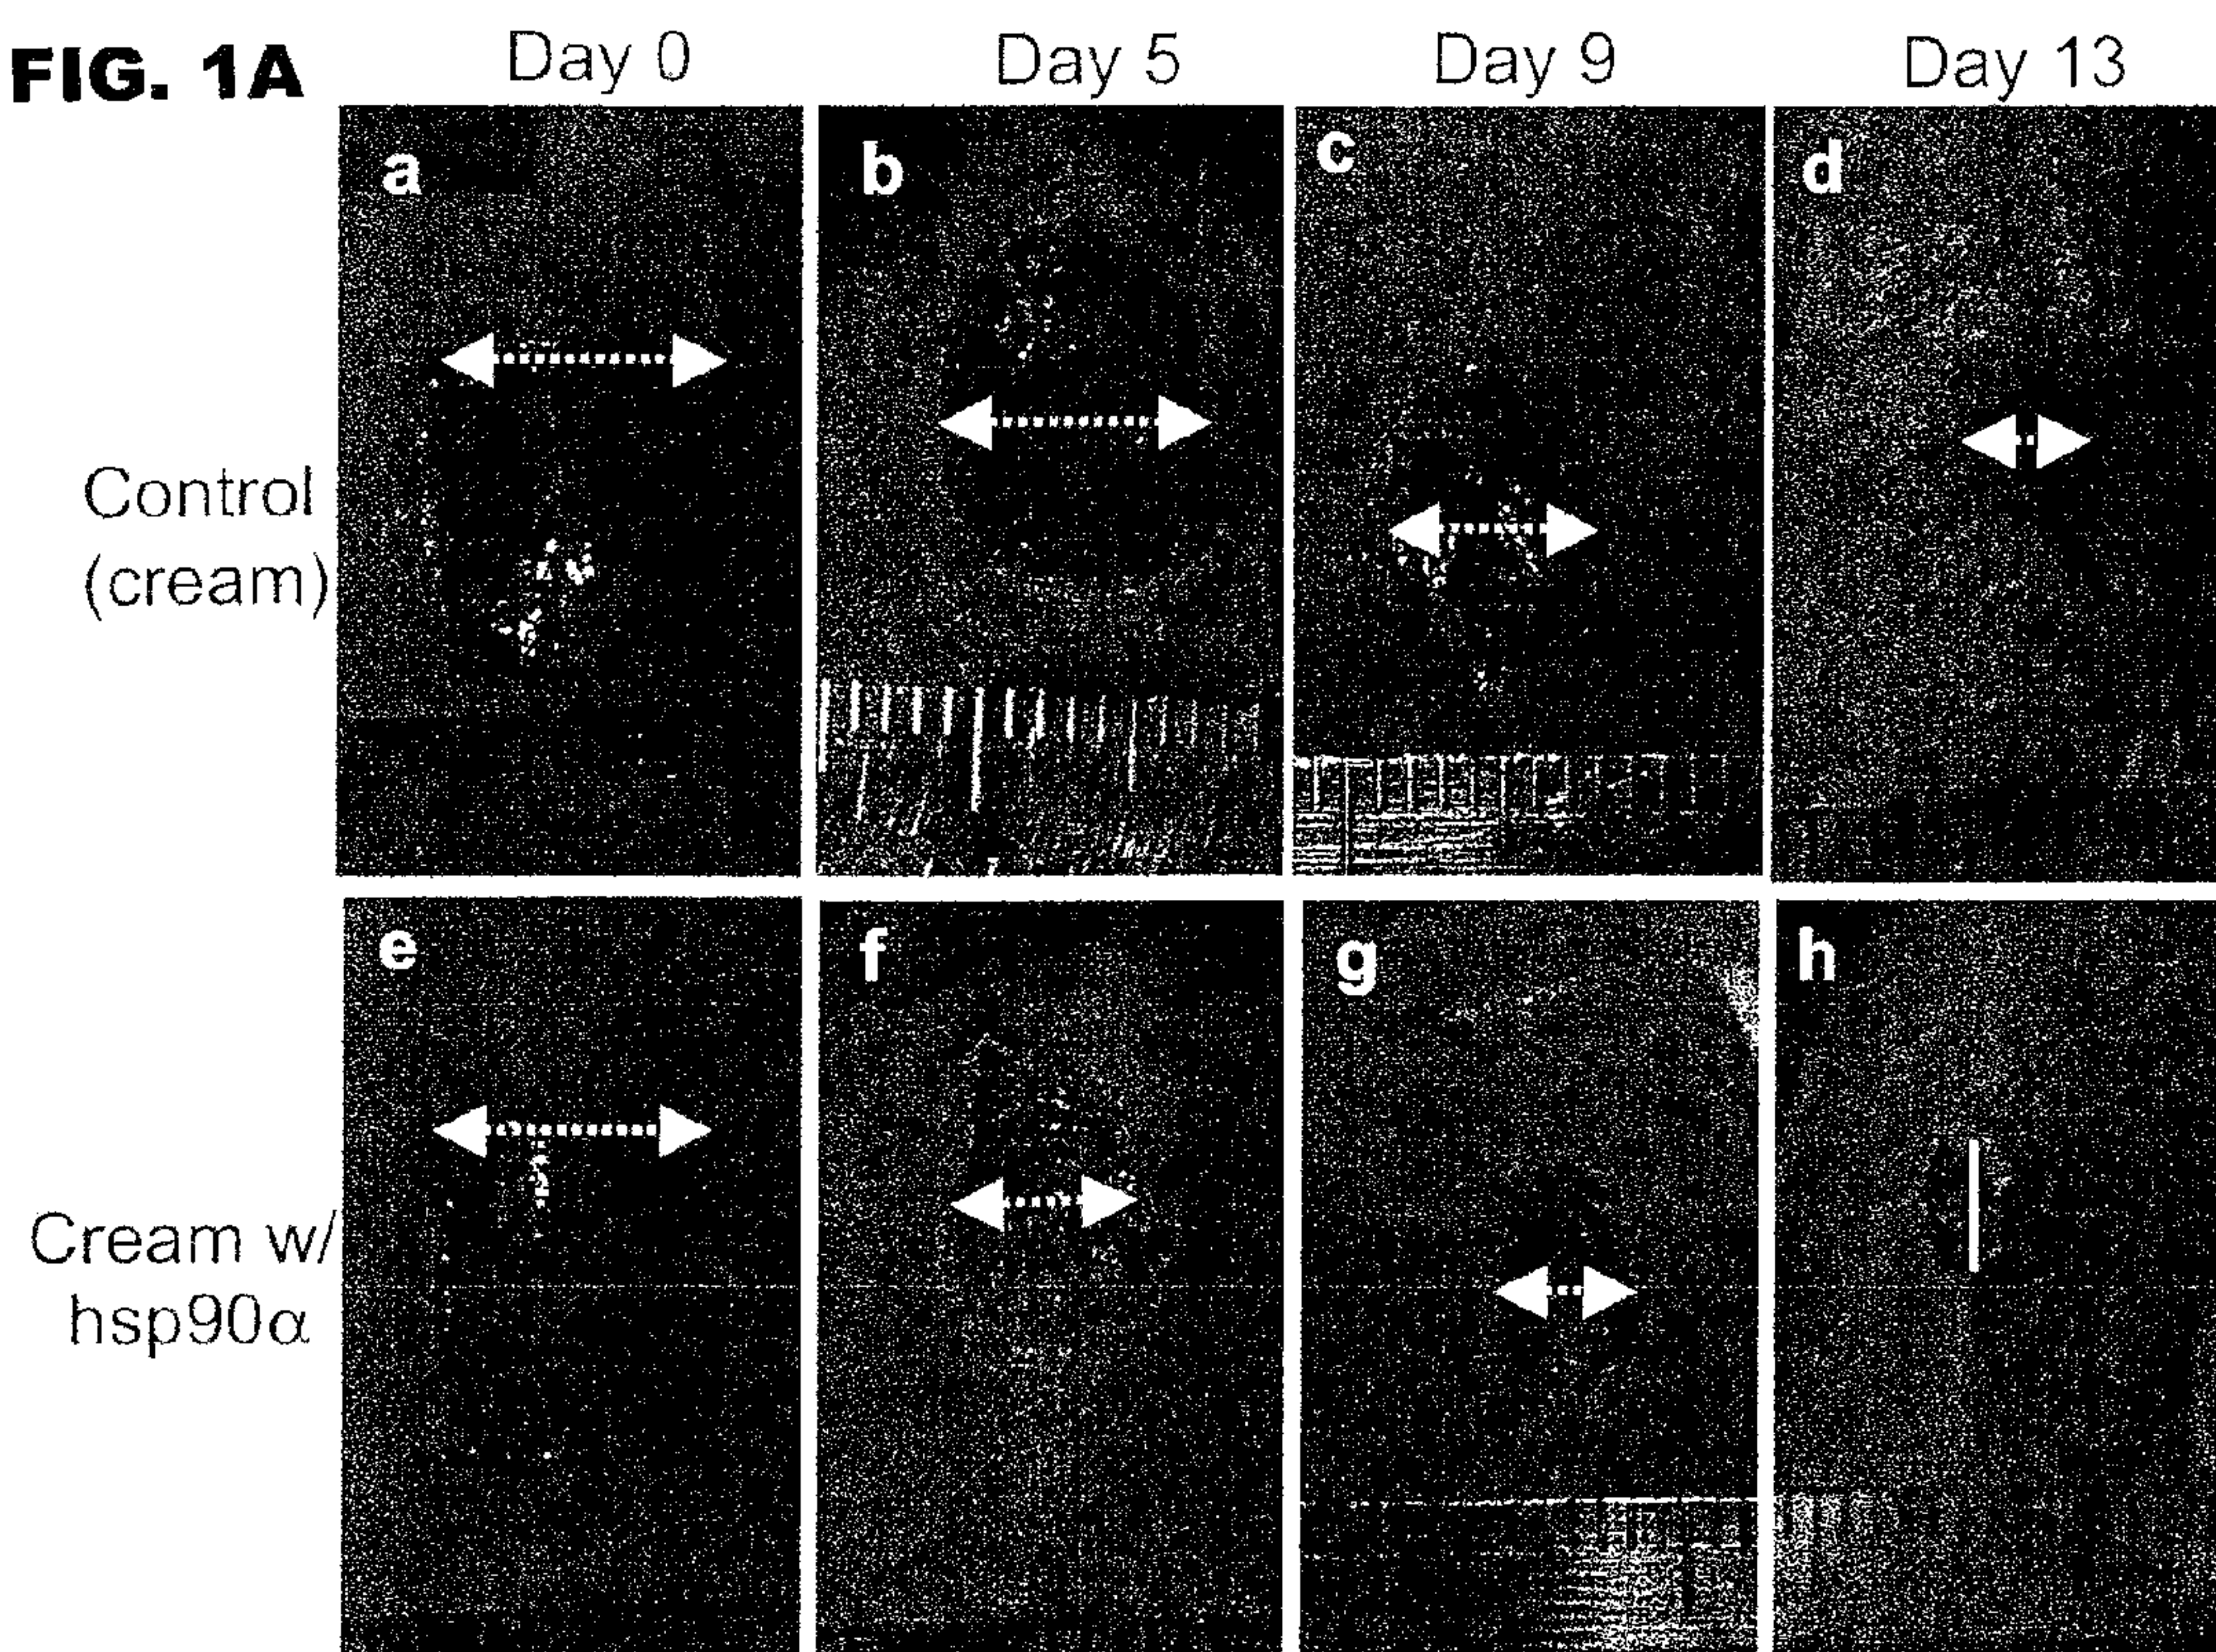 FIG. 1A
Day 0
Day 5
Day 9
Day 13
a
b
c
d
Control
(cream)
e
f
g
h
Cream w/
hsp90α